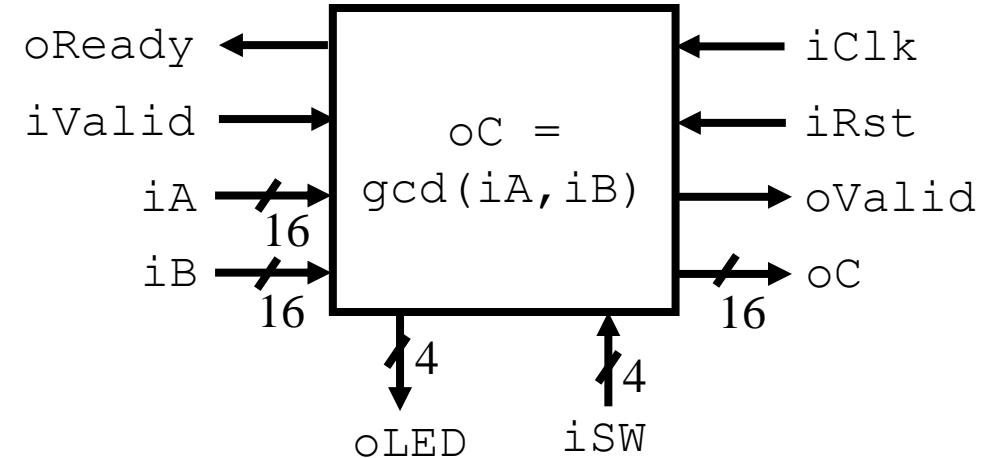 oReady
iValid
iA
16
iB
16
oC =
gcd(iA,iB)
iClk
iRst
oValid
oC
16
4
oLED
4
iSW